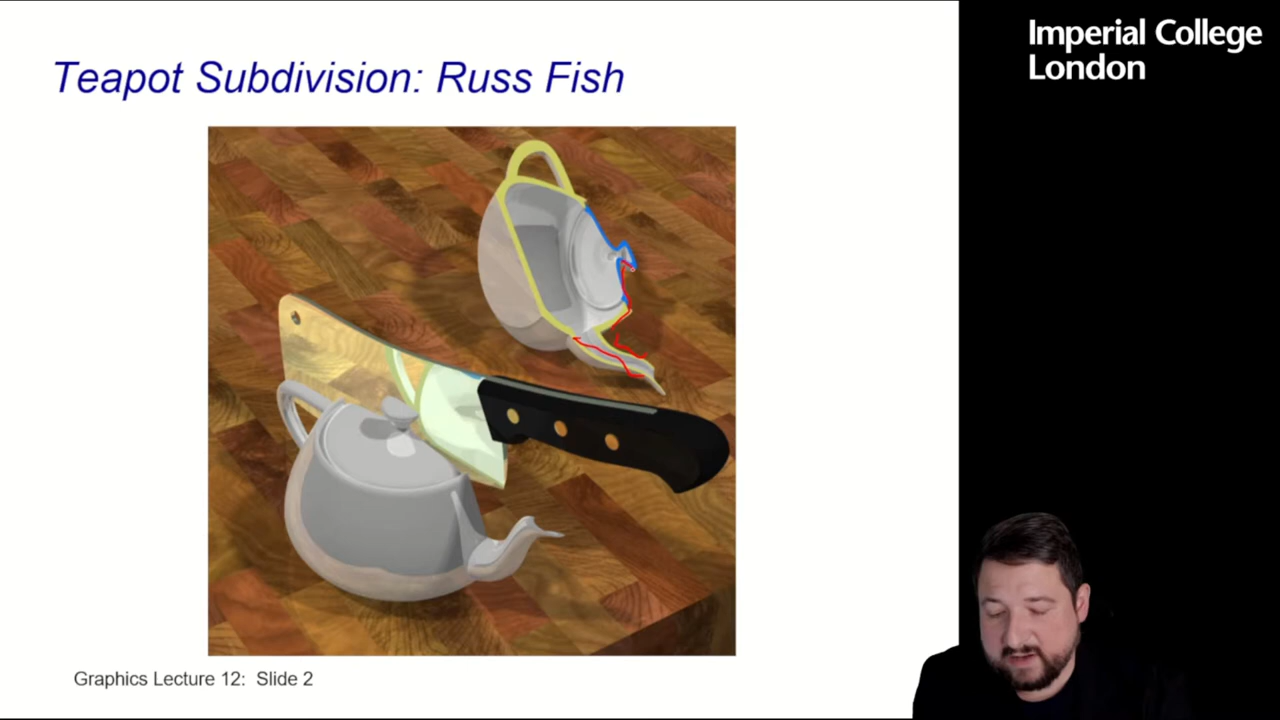 Teapot Subdivision: Russ Fish
Imperial College
London
Graphics Lecture 12: Slide 2